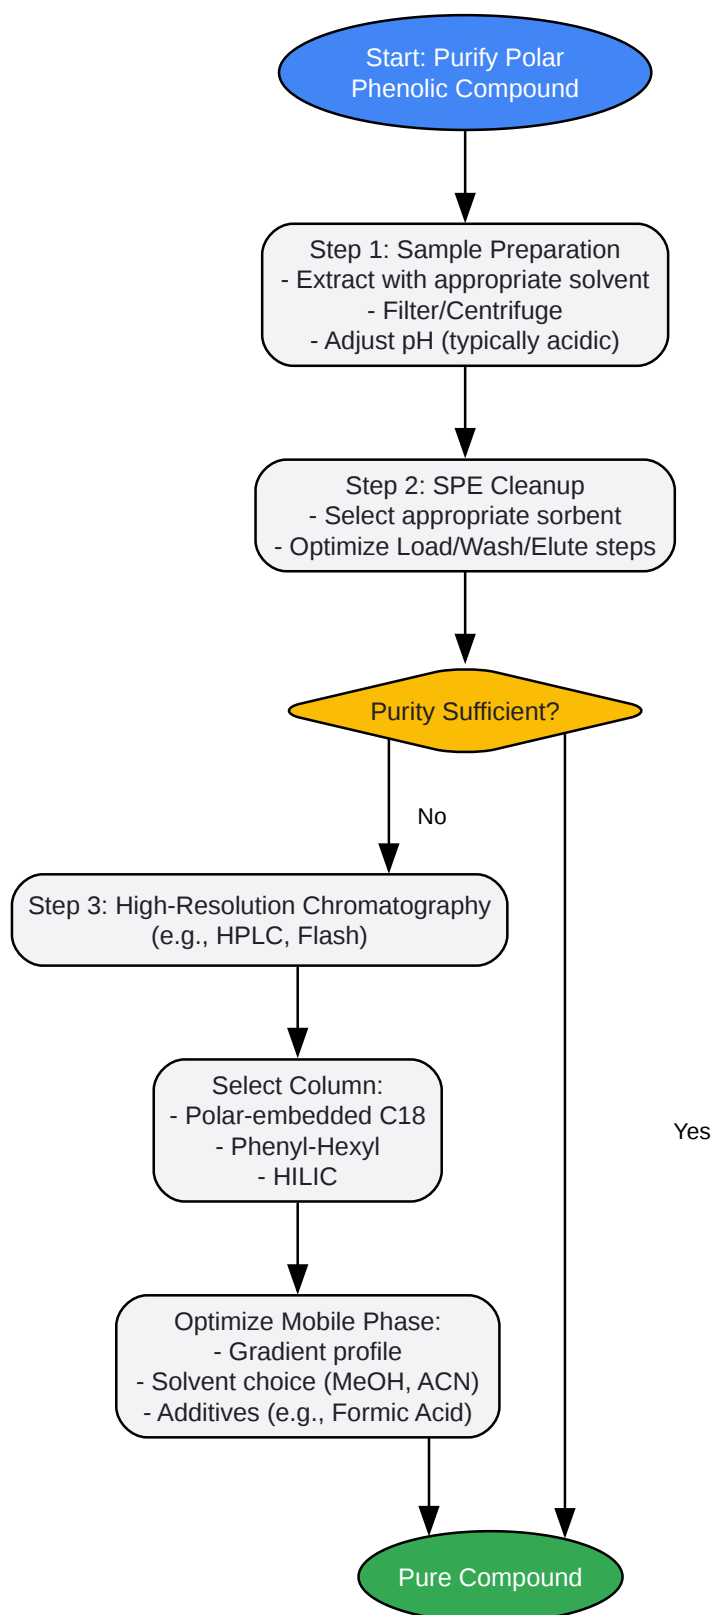 Start: Purify Polar
Phenolic Compound
Step 1: Sample Preparation
- Extract with appropriate solvent
- Filter/Centrifuge
- Adjust pH (typically acidic)
Step 2: SPE Cleanup
- Select appropriate sorbent
- Optimize Load/Wash/Elute steps
Purity Sufficient?
No
Step 3: High-Resolution Chromatography
(e.g., HPLC, Flash)
Select Column:
- Polar-embedded C18
- Phenyl-Hexyl
- HILIC
Yes
Optimize Mobile Phase:
- Gradient profile
- Solvent choice (MeOH, ACN)
- Additives (e.g., Formic Acid)
Pure Compound